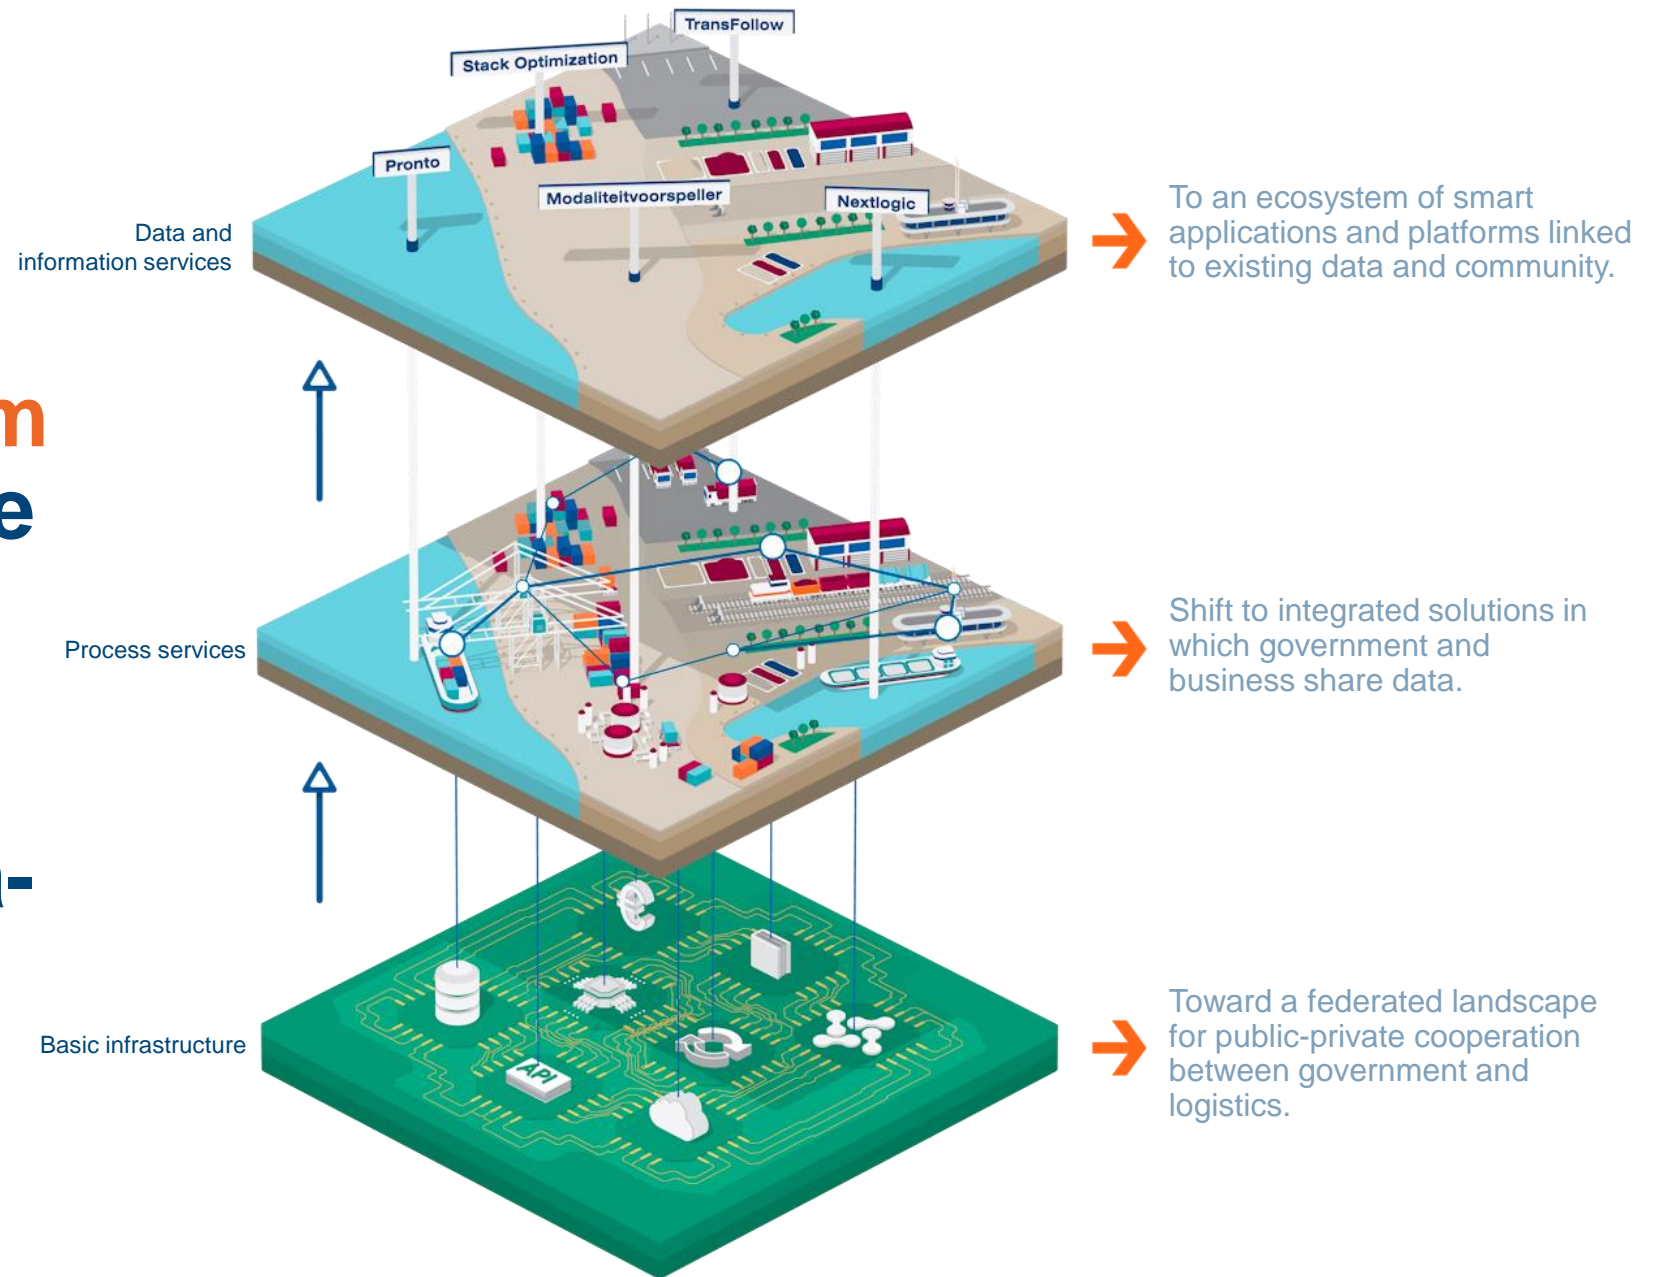 TransFollow
Stack Optimization
Pronto
Modaliteitvoorspeller
Nextlogic
Data and
information services
To an ecosystem of smart
applications and platforms linked
to existing data and community.
m
e
Process services
Shift to integrated solutions in
which government and
business share data.
-
Basic infrastructure
API
Toward a federated landscape
for public-private cooperation
between government and
logistics.